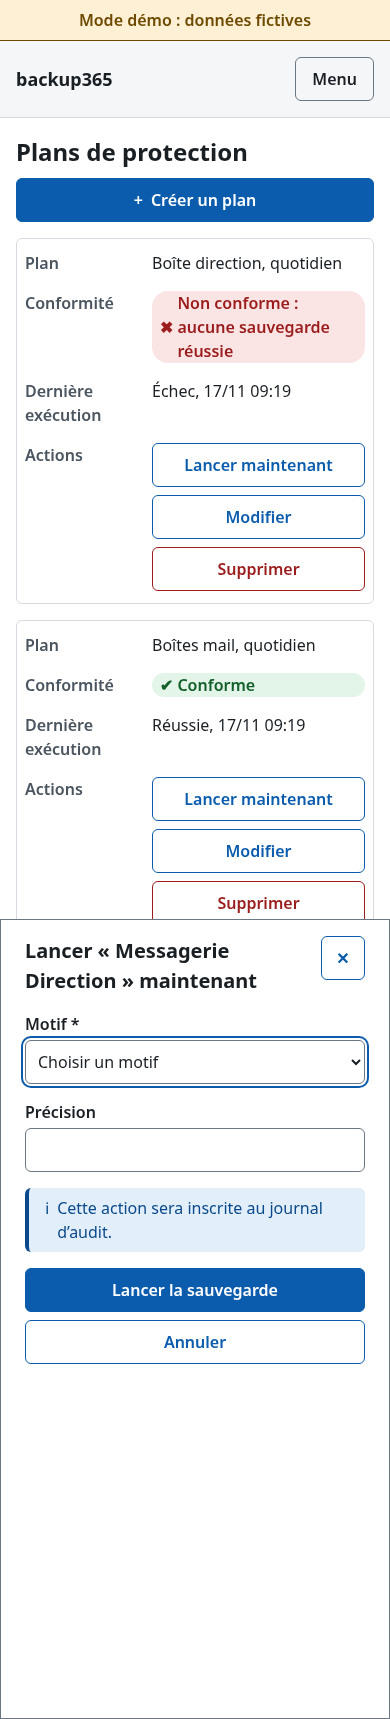 Mode démo : données fictives
backup365
Menu
Plans de protection
+ Créer un plan
Plan
Boîte direction, quotidien
Conformité
✖ Non conforme :
aucune sauvegarde
réussie
Dernière
exécution
Échec, 17/11 09:19
Actions
Lancer maintenant
Modifier
Supprimer
Plan
Boîtes mail, quotidien
Conformité
✔ Conforme
Dernière
exécution
Réussie, 17/11 09:19
Actions
Lancer maintenant
Modifier
Supprimer
Lancer « Messagerie
Direction » maintenant
✕
Motif *
Choisir un motif
Précision
i Cette action sera inscrite au journal
d’audit.
Lancer la sauvegarde
Annuler